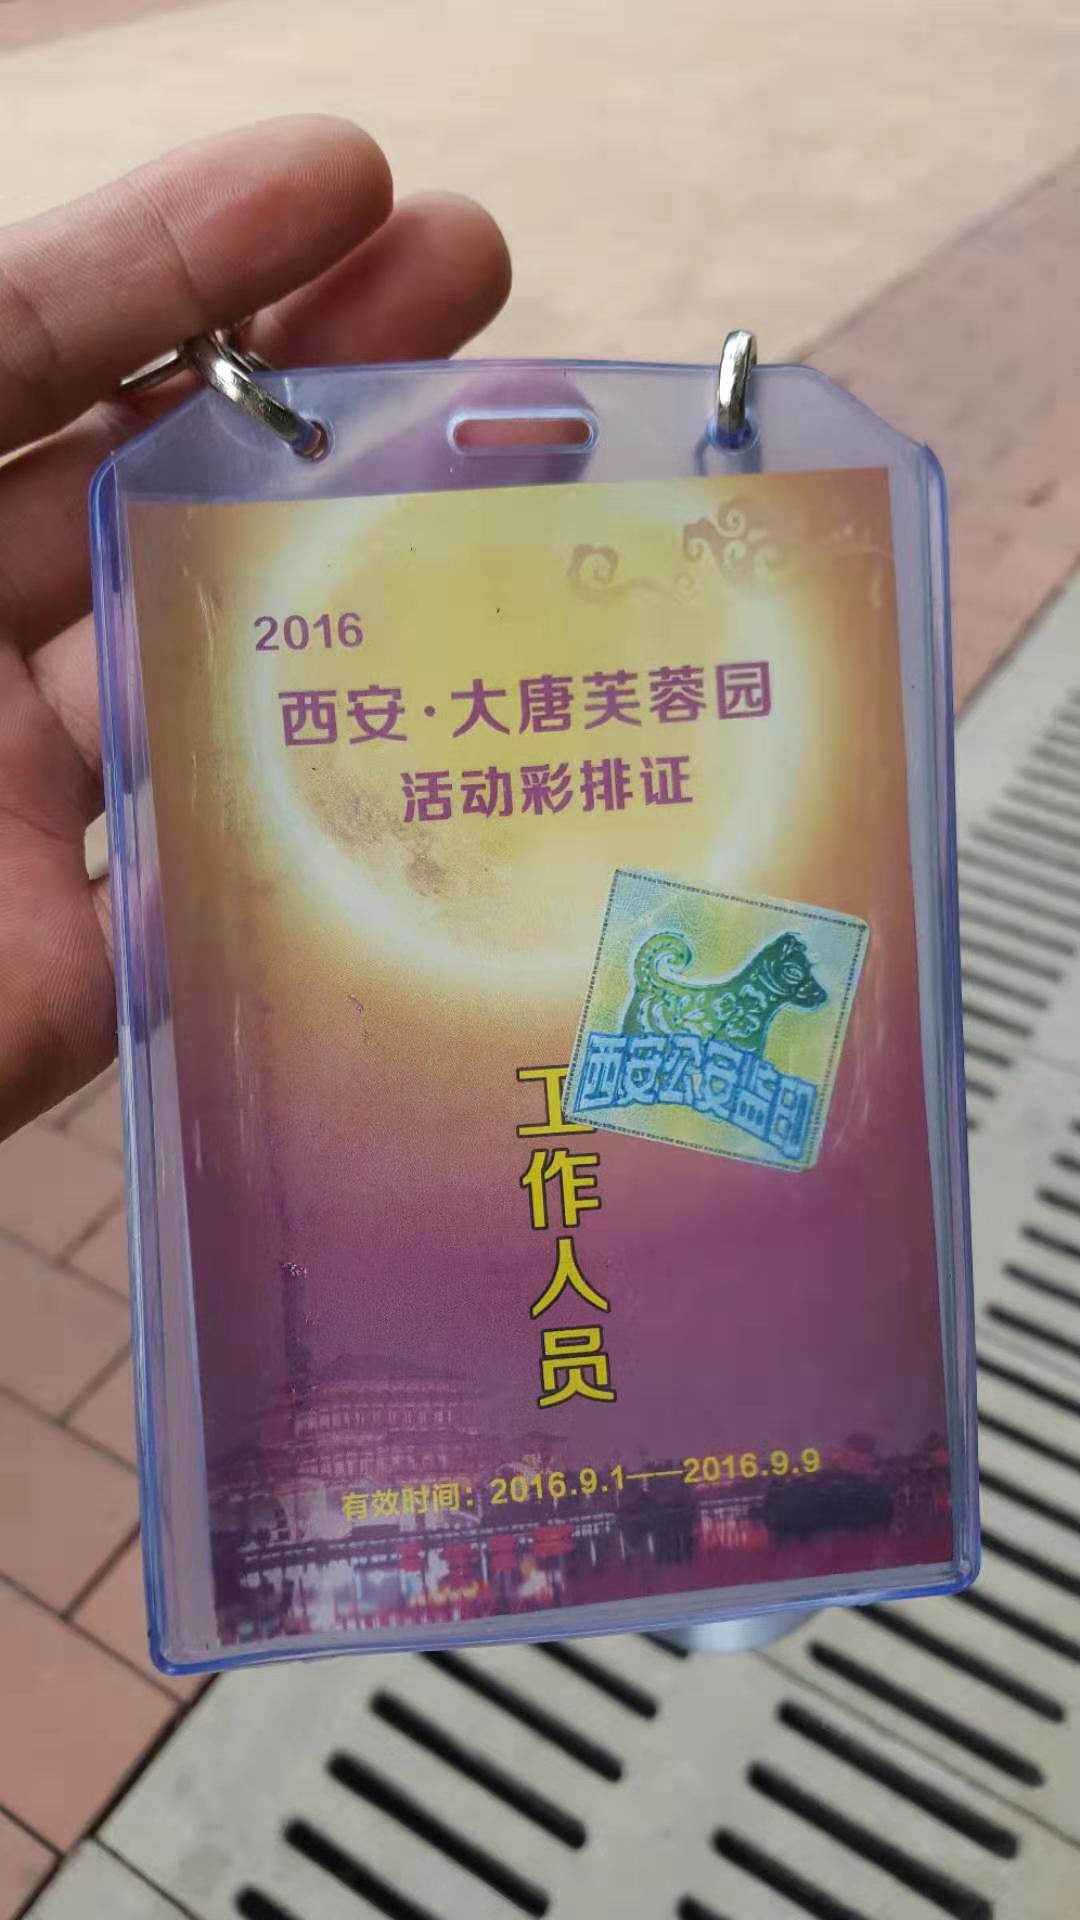 2016
西安·大唐芙蓉园
活动彩排证
西安公安监制
工作人员
有效时间：2016.9.1——2016.9.9